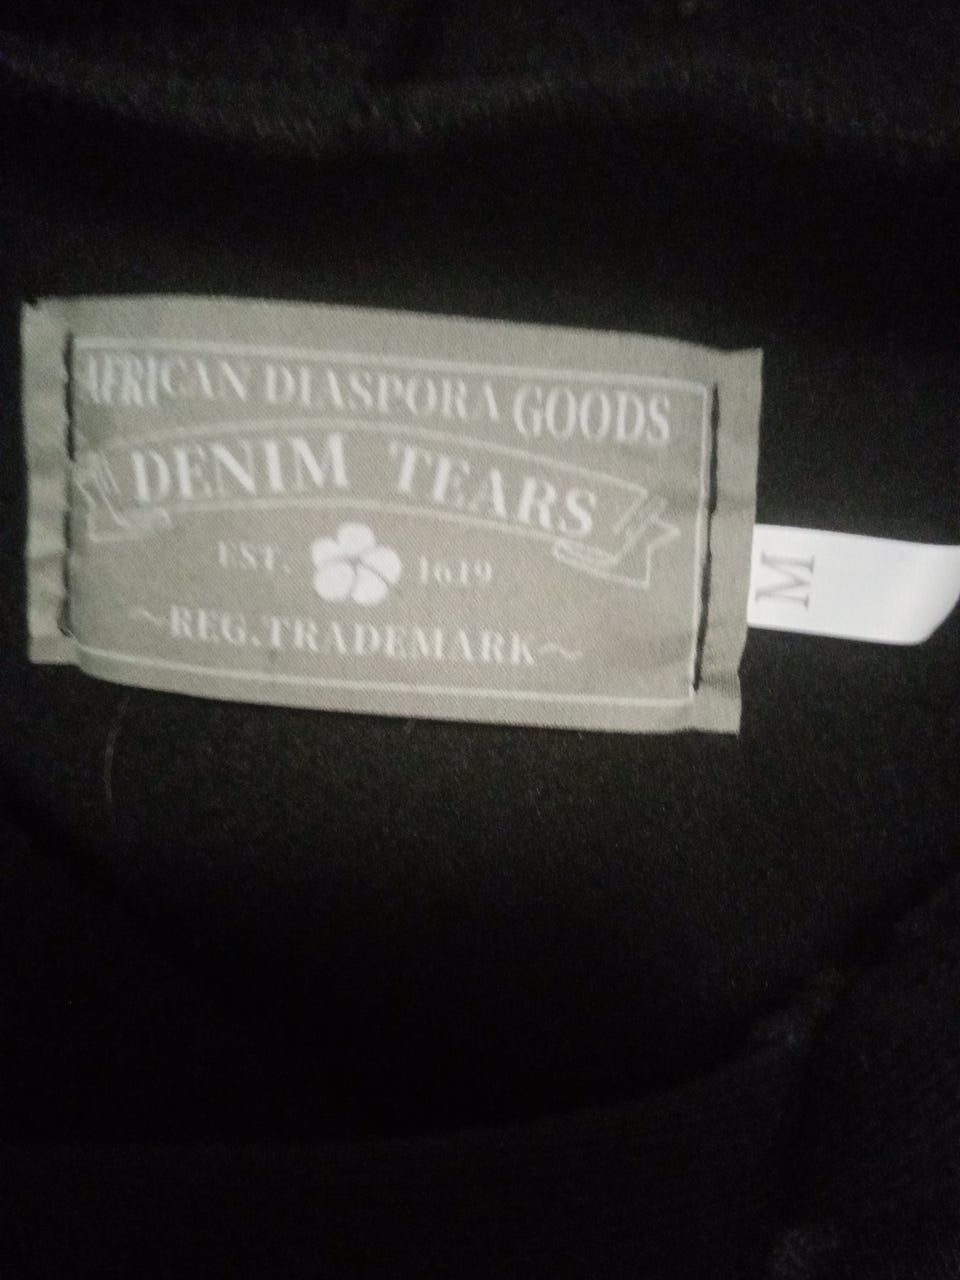 AFRICAN DIASPORA GOODS
DENIM TEARS
EST. 1619
~REG.TRADEMARK~
M